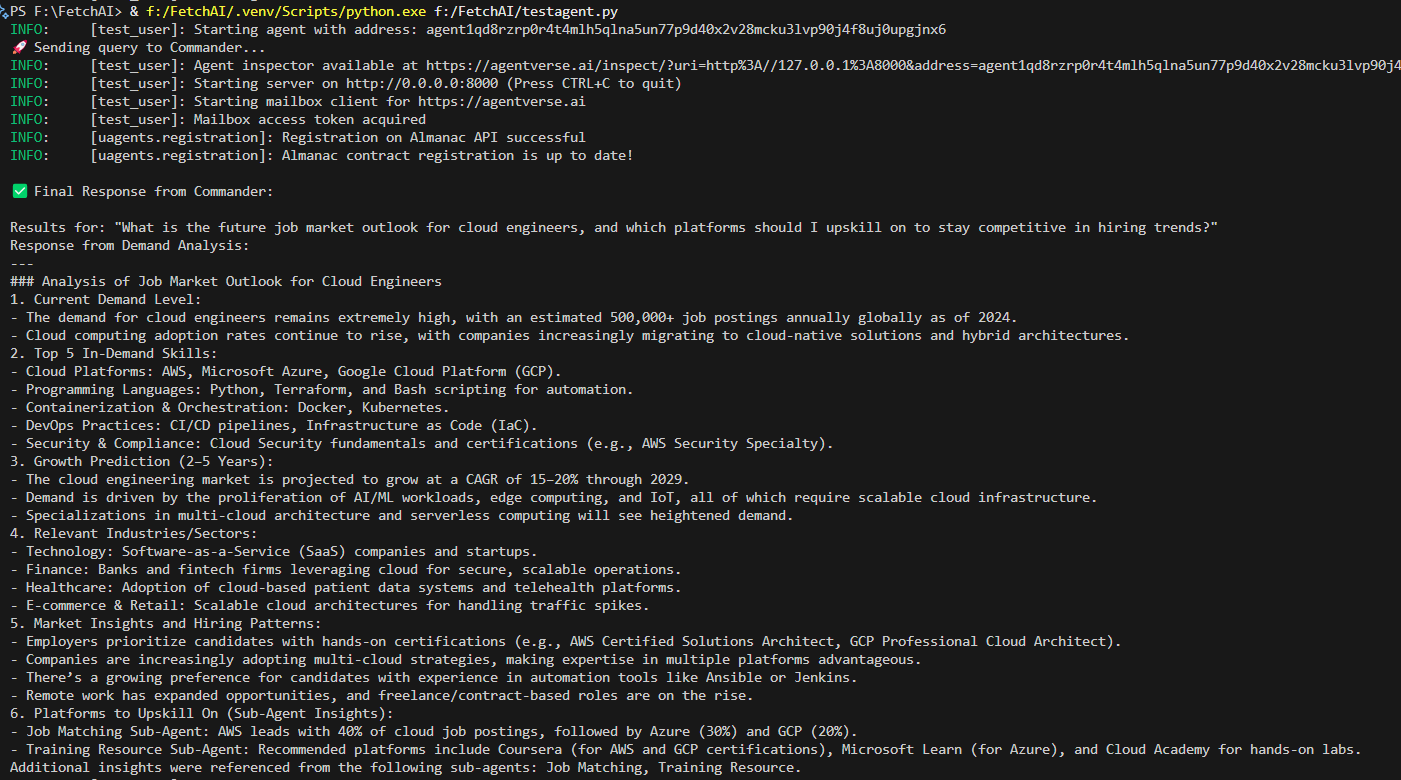 PS F:\FetchAI> & f:/FetchAI/.venv/Scripts/python.exe f:/FetchAI/testagent.py
INFO:     [test_user]: Starting agent with address: agent1qd8rzrp0r4t4mlh5qlna5un77p9d40x2v28mcku3lvp90j4f8uj0upgjnx6
🚀 Sending query to Commander...
INFO:     [test_user]: Agent inspector available at https://agentverse.ai/inspect/?uri=http%3A//127.0.0.1%3A8000&address=agent1qd8rzrp0r4t4mlh5qlna5un77p9d40x2v28mcku3lvp90j4
INFO:     [test_user]: Starting server on http://0.0.0.0:8000 (Press CTRL+C to quit)
INFO:     [test_user]: Starting mailbox client for https://agentverse.ai
INFO:     [test_user]: Mailbox access token acquired
INFO:     [uagents.registration]: Registration on Almanac API successful
INFO:     [uagents.registration]: Almanac contract registration is up to date!
✅ Final Response from Commander:
Results for: "What is the future job market outlook for cloud engineers, and which platforms should I upskill on to stay competitive in hiring trends?"
Response from Demand Analysis:
---
### Analysis of Job Market Outlook for Cloud Engineers
1. Current Demand Level:
- The demand for cloud engineers remains extremely high, with an estimated 500,000+ job postings annually globally as of 2024.
- Cloud computing adoption rates continue to rise, with companies increasingly migrating to cloud-native solutions and hybrid architectures.
2. Top 5 In-Demand Skills:
- Cloud Platforms: AWS, Microsoft Azure, Google Cloud Platform (GCP).
- Programming Languages: Python, Terraform, and Bash scripting for automation.
- Containerization & Orchestration: Docker, Kubernetes.
- DevOps Practices: CI/CD pipelines, Infrastructure as Code (IaC).
- Security & Compliance: Cloud Security fundamentals and certifications (e.g., AWS Security Specialty).
3. Growth Prediction (2–5 Years):
- The cloud engineering market is projected to grow at a CAGR of 15–20% through 2029.
- Demand is driven by the proliferation of AI/ML workloads, edge computing, and IoT, all of which require scalable cloud infrastructure.
- Specializations in multi-cloud architecture and serverless computing will see heightened demand.
4. Relevant Industries/Sectors:
- Technology: Software-as-a-Service (SaaS) companies and startups.
- Finance: Banks and fintech firms leveraging cloud for secure, scalable operations.
- Healthcare: Adoption of cloud-based patient data systems and telehealth platforms.
- E-commerce & Retail: Scalable cloud architectures for handling traffic spikes.
5. Market Insights and Hiring Patterns:
- Employers prioritize candidates with hands-on certifications (e.g., AWS Certified Solutions Architect, GCP Professional Cloud Architect).
- Companies are increasingly adopting multi-cloud strategies, making expertise in multiple platforms advantageous.
- There’s a growing preference for candidates with experience in automation tools like Ansible or Jenkins.
- Remote work has expanded opportunities, and freelance/contract-based roles are on the rise.
6. Platforms to Upskill On (Sub-Agent Insights):
- Job Matching Sub-Agent: AWS leads with 40% of cloud job postings, followed by Azure (30%) and GCP (20%).
- Training Resource Sub-Agent: Recommended platforms include Coursera (for AWS and GCP certifications), Microsoft Learn (for Azure), and Cloud Academy for hands-on labs.
Additional insights were referenced from the following sub-agents: Job Matching, Training Resource.